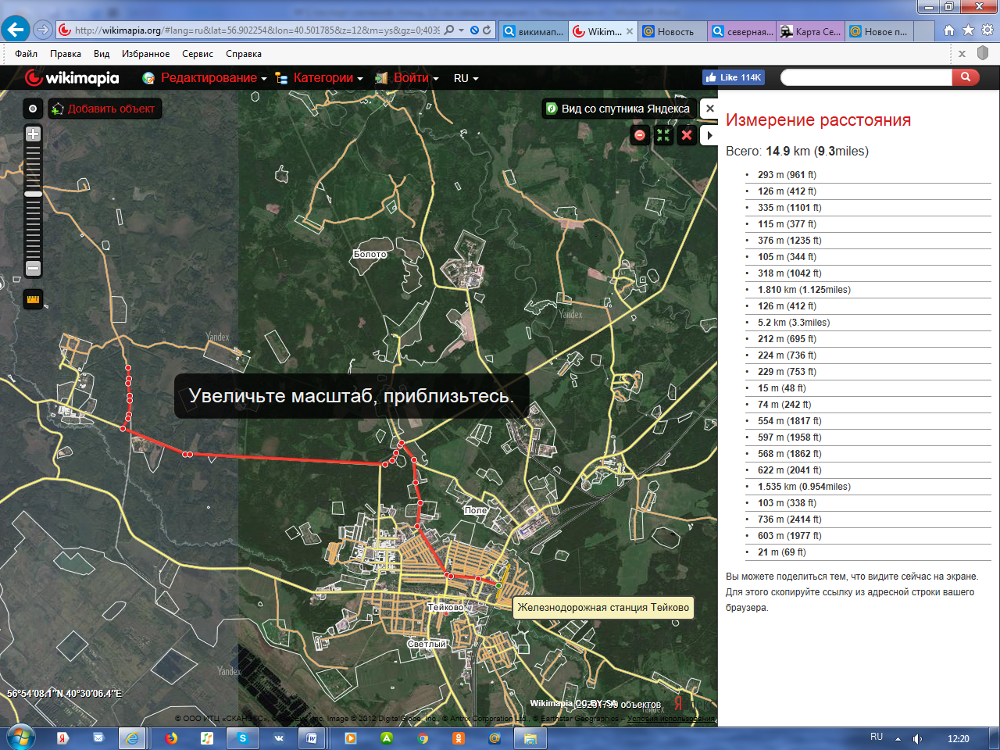 http://wikimapia.org/#lang=ru&lat=56.902254&lon=40.501785&z=12&m=ys&gz=0;4039
викимап...
Wikim...
Новость
северная...
Карта Се...
Новое п...
Файл Правка Вид Избранное Сервис Справка
wikimapia Редактирование Категории Войти RU Like 114K
Добавить объект
Вид со спутника Яндекса
Измерение расстояния
Всего: 14.9 km (9.3miles)
293 m (961 ft)
126 m (412 ft)
335 m (1101 ft)
115 m (377 ft)
376 m (1235 ft)
105 m (344 ft)
318 m (1042 ft)
1.810 km (1.125miles)
126 m (412 ft)
5.2 km (3.3miles)
212 m (695 ft)
224 m (736 ft)
229 m (753 ft)
15 m (48 ft)
74 m (242 ft)
554 m (1817 ft)
597 m (1958 ft)
568 m (1862 ft)
622 m (2041 ft)
1.535 km (0.954miles)
103 m (338 ft)
736 m (2414 ft)
603 m (1977 ft)
21 m (69 ft)
Вы можете поделиться тем, что видите сейчас на экране.
Для этого скопируйте ссылку из адресной строки вашего
браузера.
Болото
Yandex
Yandex
Увеличьте масштаб, приблизьтесь.
Поле
Железнодорожная станция Тейково
Тейково
Светлый
Yandex
56°54'08.1"N 40°30'06.4"E
Wikimapia CC-BY-SA
объектов
© ООО ИТЦ «СКАНЭКС», Image © 2012 DigitalGlobe, Inc., © Antrix Corporation Ltd., © Earthstar Geographics – Условия использования
RU 12:20